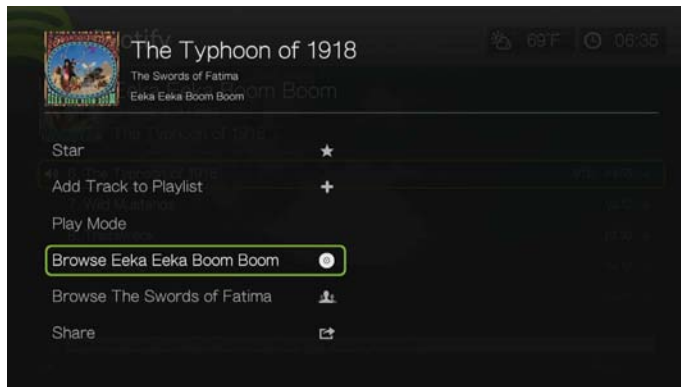 The Typhoon of 1918
The Swords of Fatima
Eeka Eeka Boom Boom
69°F 06:35
Star
Add Track to Playlist
Play Mode
Browse Eeka Eeka Boom Boom
Browse The Swords of Fatima
Share